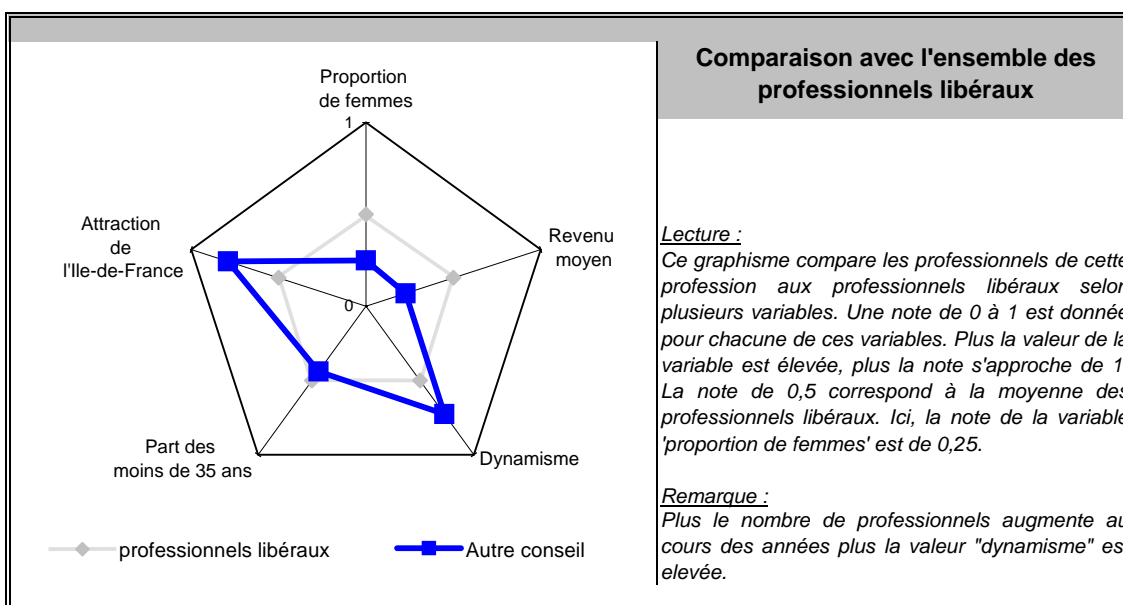 Comparaison avec l'ensemble des
professionnels libéraux
Proportion
de femmes
1
Attraction
de
l'Ile-de-France
Revenu
moyen
0
Part des
moins de 35 ans
Dynamisme
professionnels libéraux
Autre conseil
Lecture :
Ce graphisme compare les professionnels de cette
profession aux professionnels libéraux selon
plusieurs variables. Une note de 0 à 1 est donnée
pour chacune de ces variables. Plus la valeur de la
variable est élevée, plus la note s'approche de 1
La note de 0,5 correspond à la moyenne des
professionnels libéraux. Ici, la note de la variable
'proportion de femmes' est de 0,25.
Remarque :
Plus le nombre de professionnels augmente au
cours des années plus la valeur "dynamisme" es
elevée.